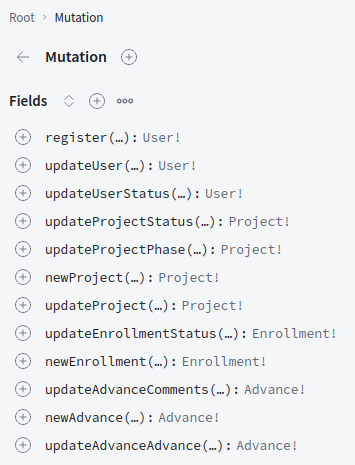 Root › Mutation
Mutation
Fields
register(…): User!
updateUser(…): User!
updateUserStatus(…): User!
updateProjectStatus(…): Project!
updateProjectPhase(…): Project!
newProject(…): Project!
updateProject(…): Project!
updateEnrollmentStatus(…): Enrollment!
newEnrollment(…): Enrollment!
updateAdvanceComments(…): Advance!
newAdvance(…): Advance!
updateAdvanceAdvance(…): Advance!